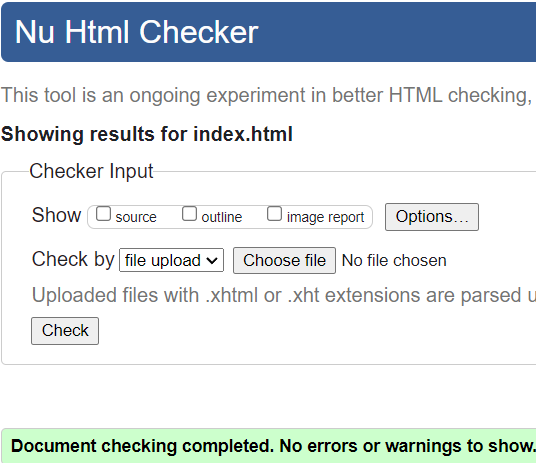 Nu Html Checker
This tool is an ongoing experiment in better HTML checking,
Showing results for index.html
Checker Input
Show source outline image report Options...
Check by file upload Choose file No file chosen
Uploaded files with .xhtml or .xht extensions are parsed u
Check
Document checking completed. No errors or warnings to show.